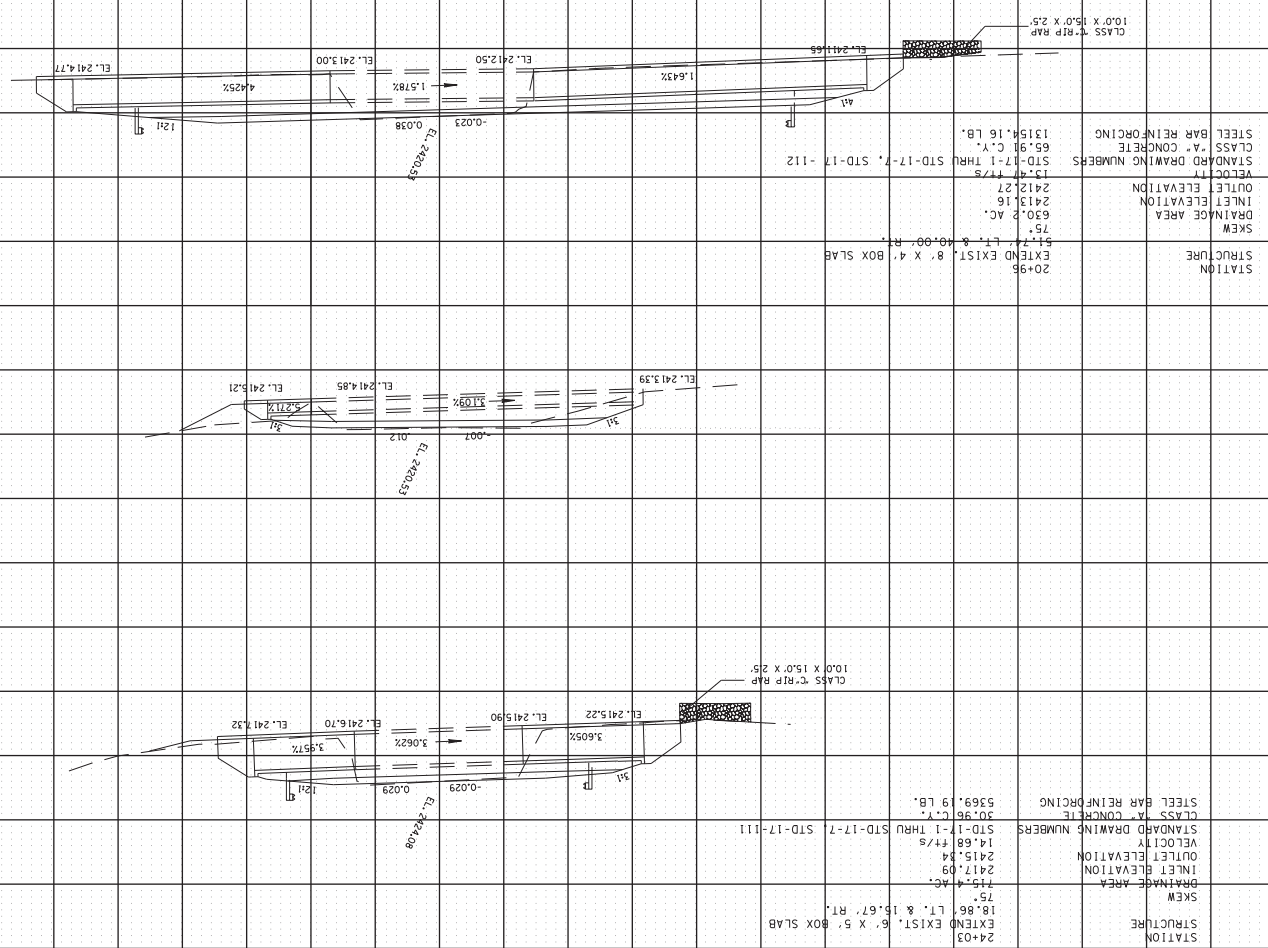 STATION 24+03
STRUCTURE EXTEND EXIST. 6' X 5' BOX SLAB
18.86' LT. & 15.67' RT.
SKEW 75°
DRAINAGE AREA 715.4 AC.
INLET ELEVATION 2417.09
OUTLET ELEVATION 2415.34
VELOCITY 14.68 ft/s
STANDARD DRAWING NUMBERS STD-17-1 THRU STD-17-7, STD-17-111
CLASS "A" CONCRETE 30.96 C.Y.
STEEL BAR REINFORCING 5369.19 LB.
EL. 2424.08
3:1
-0.029
0.029
12:1
3.605%
3.062%
3.957%
EL. 2415.22
EL. 2415.90
EL. 2416.70
EL. 2417.32
CLASS "C" RIP RAP
10.0' X 15.0' X 2.5'
EL. 2420.53
-.007
.012
3:1
3:1
3.109%
5.271%
EL. 2413.39
EL. 2414.85
EL. 2415.21
STATION 20+96
STRUCTURE EXTEND EXIST. 8' X 4' BOX SLAB
51.74' LT. & 40.00' RT.
SKEW 75°
DRAINAGE AREA 630.2 AC.
INLET ELEVATION 2413.16
OUTLET ELEVATION 2412.27
VELOCITY 13.47 ft/s
STANDARD DRAWING NUMBERS STD-17-1 THRU STD-17-7, STD-17 -112
CLASS "A" CONCRETE 65.91 C.Y.
STEEL BAR REINFORCING 13154.16 LB.
EL. 2420.53
-0.023
0.038
12:1
4:1
1.643%
1.578%
4.425%
EL. 2411.65
EL. 2412.50
EL. 2413.00
EL. 2414.77
CLASS "C" RIP RAP
10.0' X 15.0' X 2.5'